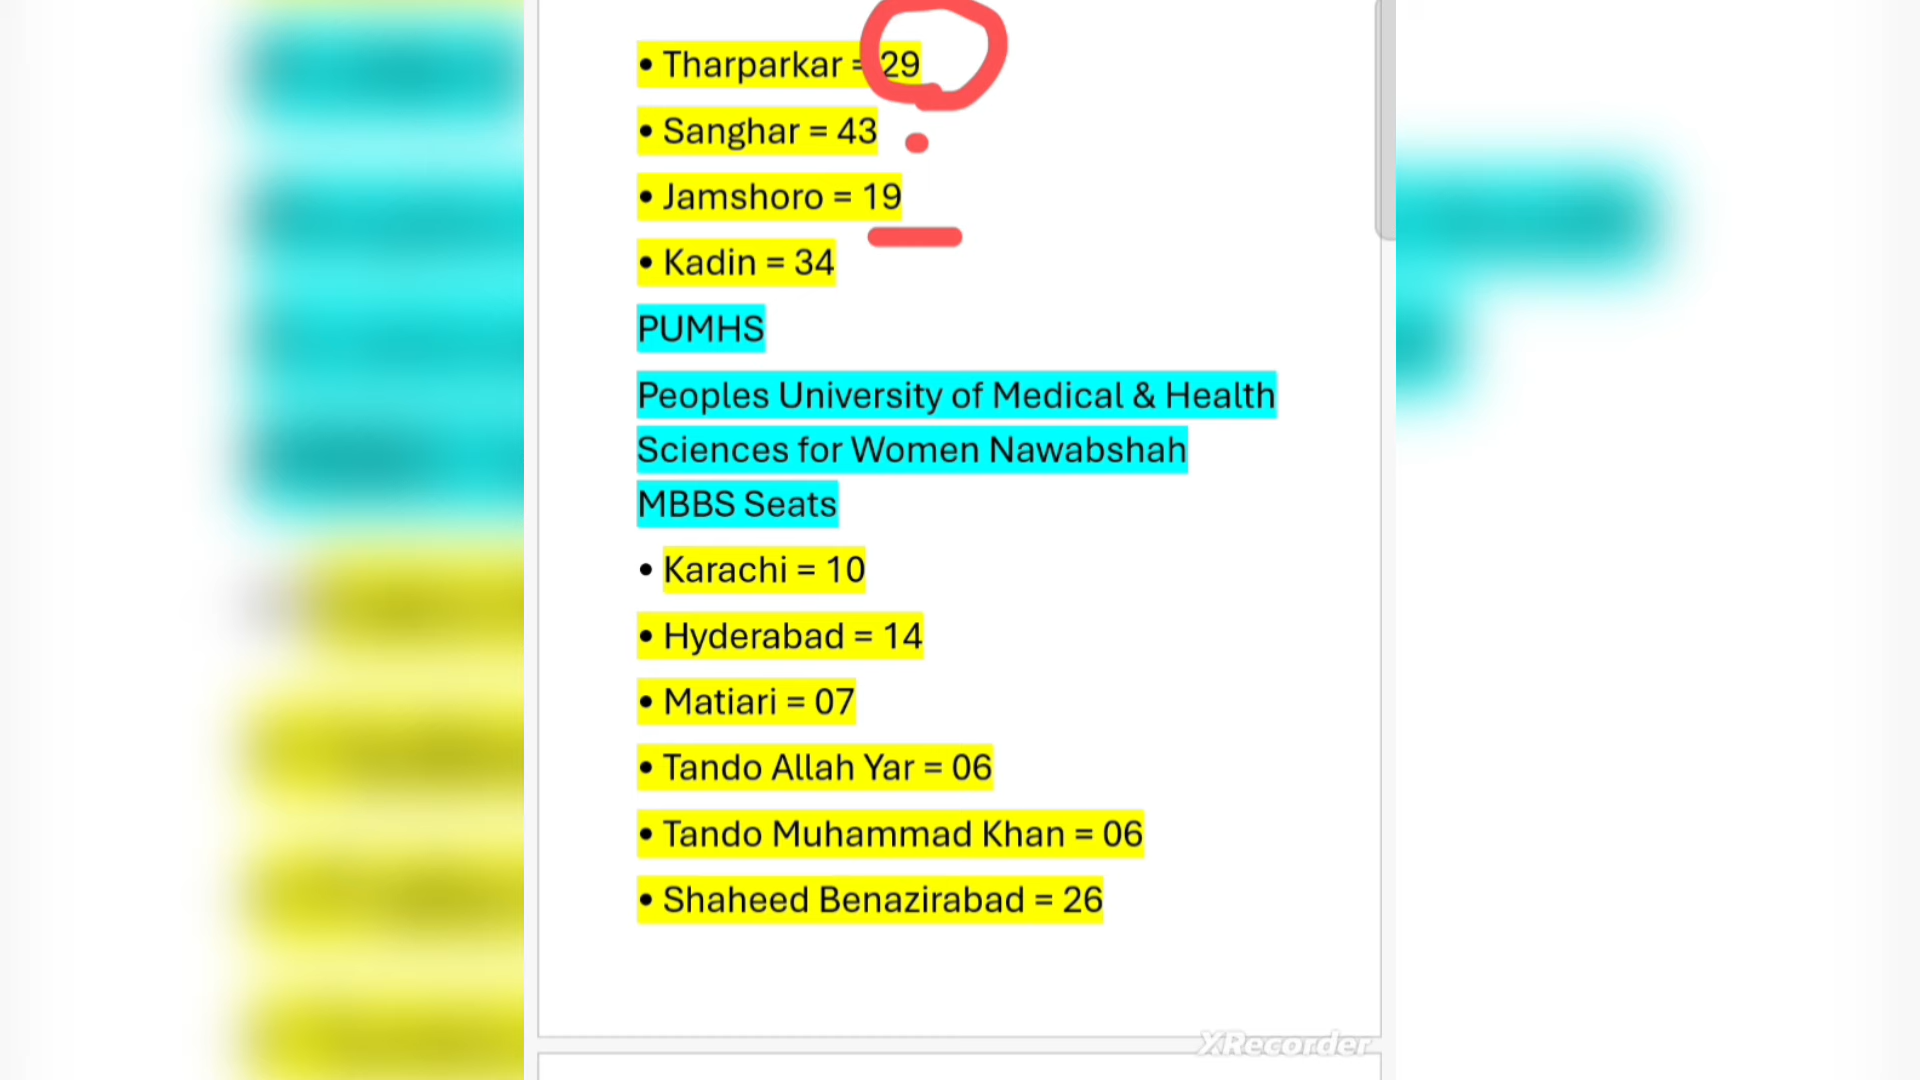 • Tharparkar = 29
• Sanghar = 43
• Jamshoro = 19
• Kadin = 34
PUMHS
Peoples University of Medical & Health
Sciences for Women Nawabshah
MBBS Seats
• Karachi = 10
• Hyderabad = 14
• Matiari = 07
• Tando Allah Yar = 06
• Tando Muhammad Khan = 06
• Shaheed Benazirabad = 26
XRecorder